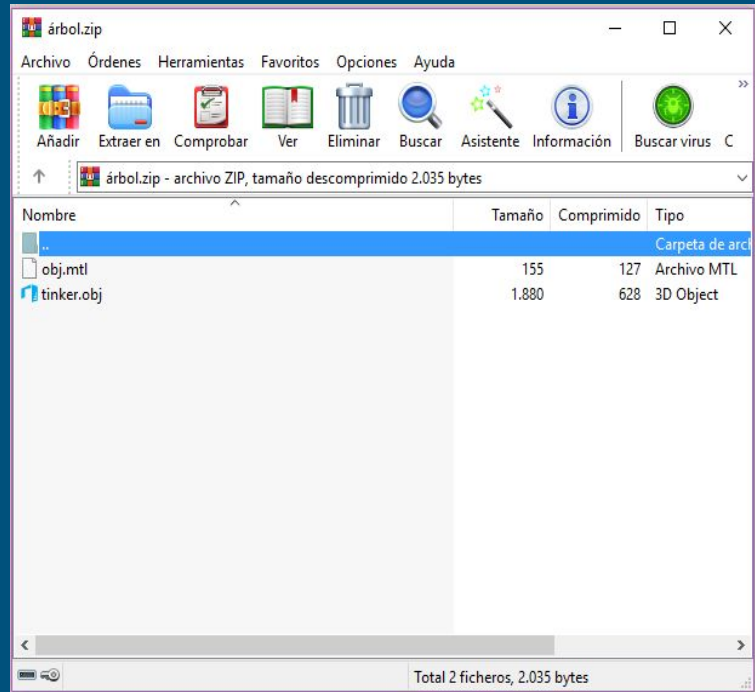 árbol.zip
Archivo Órdenes Herramientas Favoritos Opciones Ayuda
Añadir Extraer en Comprobar Ver Eliminar Buscar Asistente Información Buscar virus C
árbol.zip - archivo ZIP, tamaño descomprimido 2.035 bytes
Nombre Tamaño Comprimido Tipo
.. Carpeta de arch
obj.mtl 155 127 Archivo MTL
tinker.obj 1.880 628 3D Object
Total 2 ficheros, 2.035 bytes